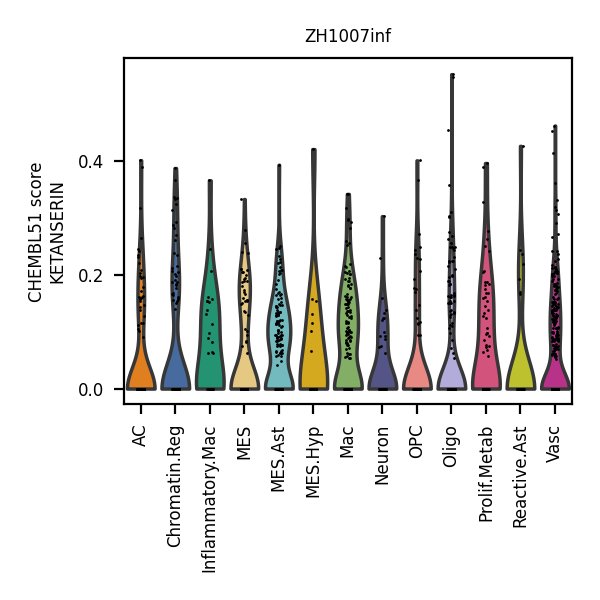 ZH1007inf
CHEMBL51 score
KETANSERIN
0.4
0.2
0.0
AC
Chromatin.Reg
Inflammatory.Mac
MES
MES.Ast
MES.Hyp
Mac
Neuron
OPC
Oligo
Prolif.Metab
Reactive.Ast
Vasc